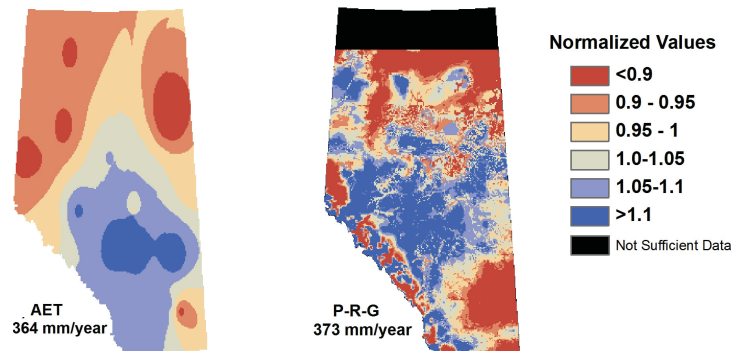 Normalized Values
<0.9
0.9 - 0.95
0.95 - 1
1.0-1.05
1.05-1.1
>1.1
Not Sufficient Data
AET
364 mm/year
P-R-G
373 mm/year